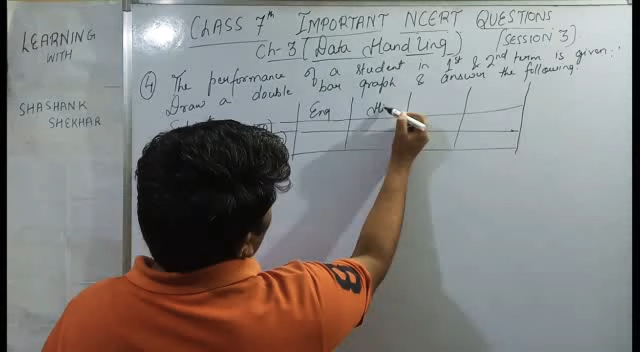 LEARNING
WITH
SHASHANK
SHEKHAR
CLASS 7th IMPORTANT NCERT QUESTIONS
Ch-3 (Data Handling) (SESSION 3)
④ The performance of a student in 1st & 2nd term is given.
Draw a double bar graph & answer the following:
Eng
3